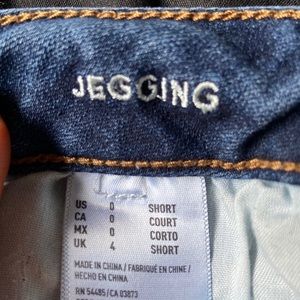 JEGGING
US 0 SHORT
CA 0 COURT
MX 0 CORTO
UK 4 SHORT
MADE IN CHINA / FABRIQUÉ EN CHINE /
HECHO EN CHINA
RN 54485/CA 03873